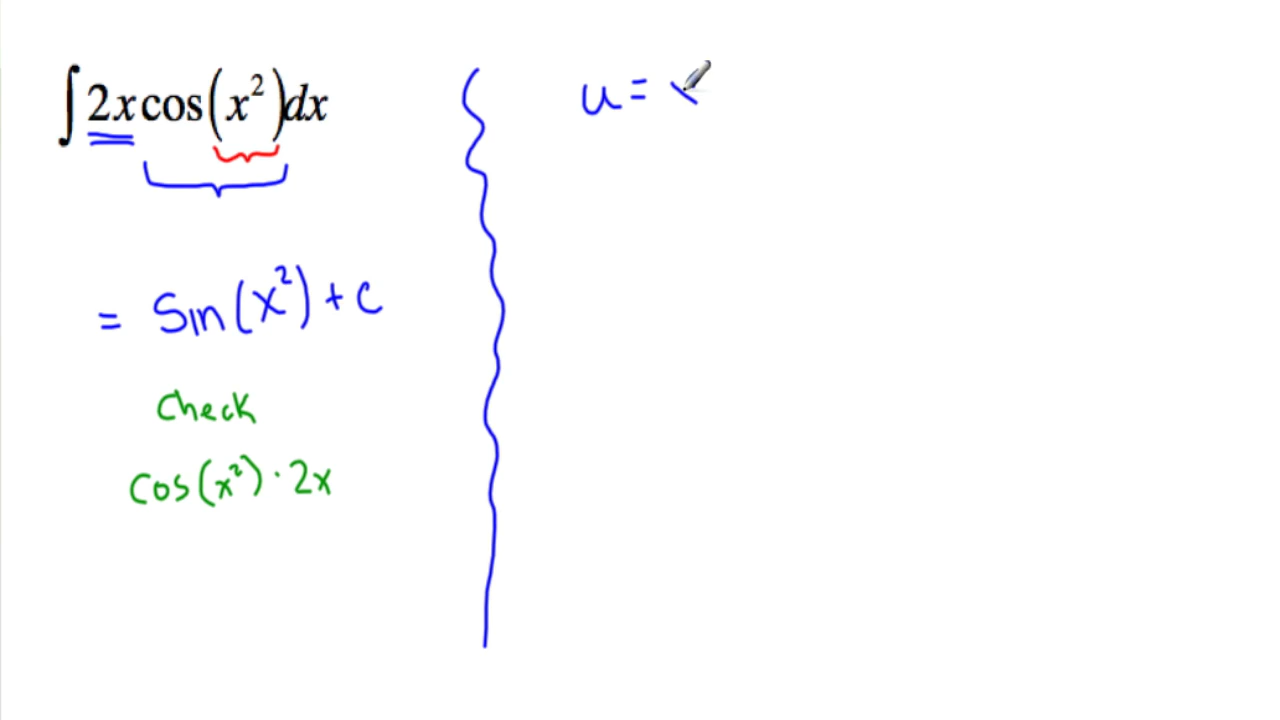 ∫ 2x cos(x²)dx
= Sin(x²) + c
Check
cos(x²) · 2x
u =